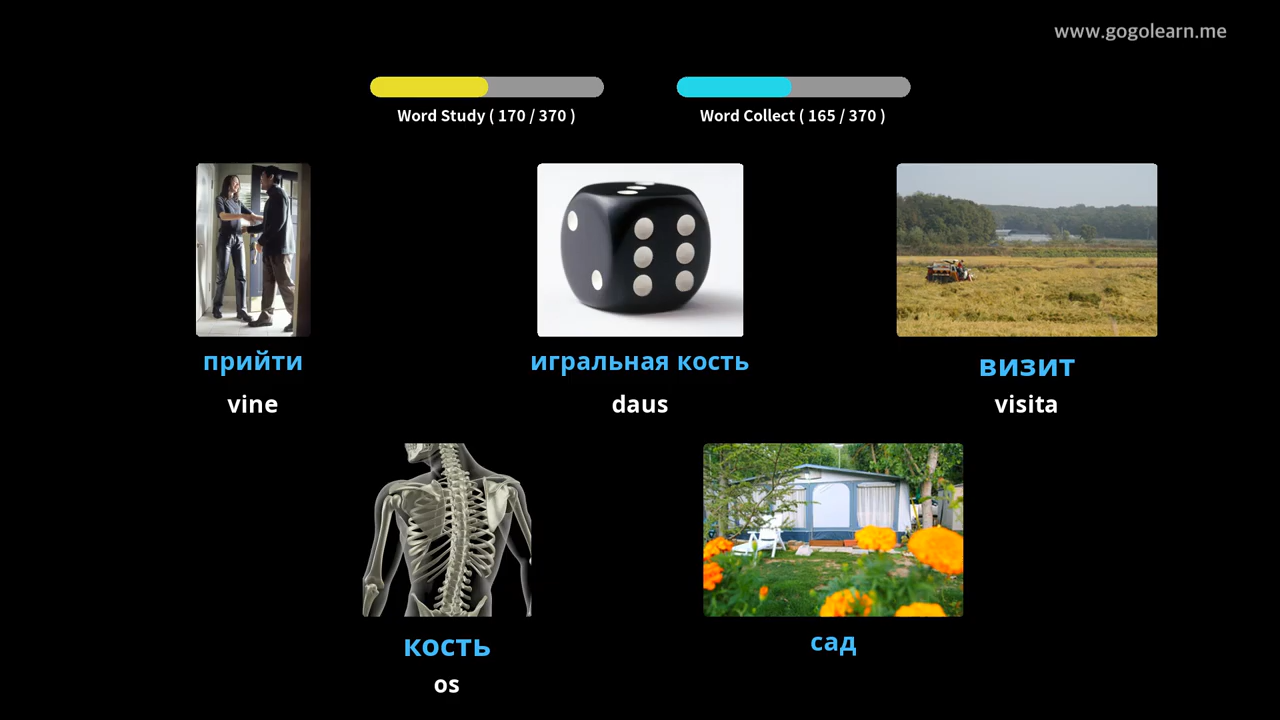 www.gogolearn.me
Word Study ( 170 / 370 )
Word Collect ( 165 / 370 )
прийти
игральная кость
визит
vine
daus
visita
кость
сад
os